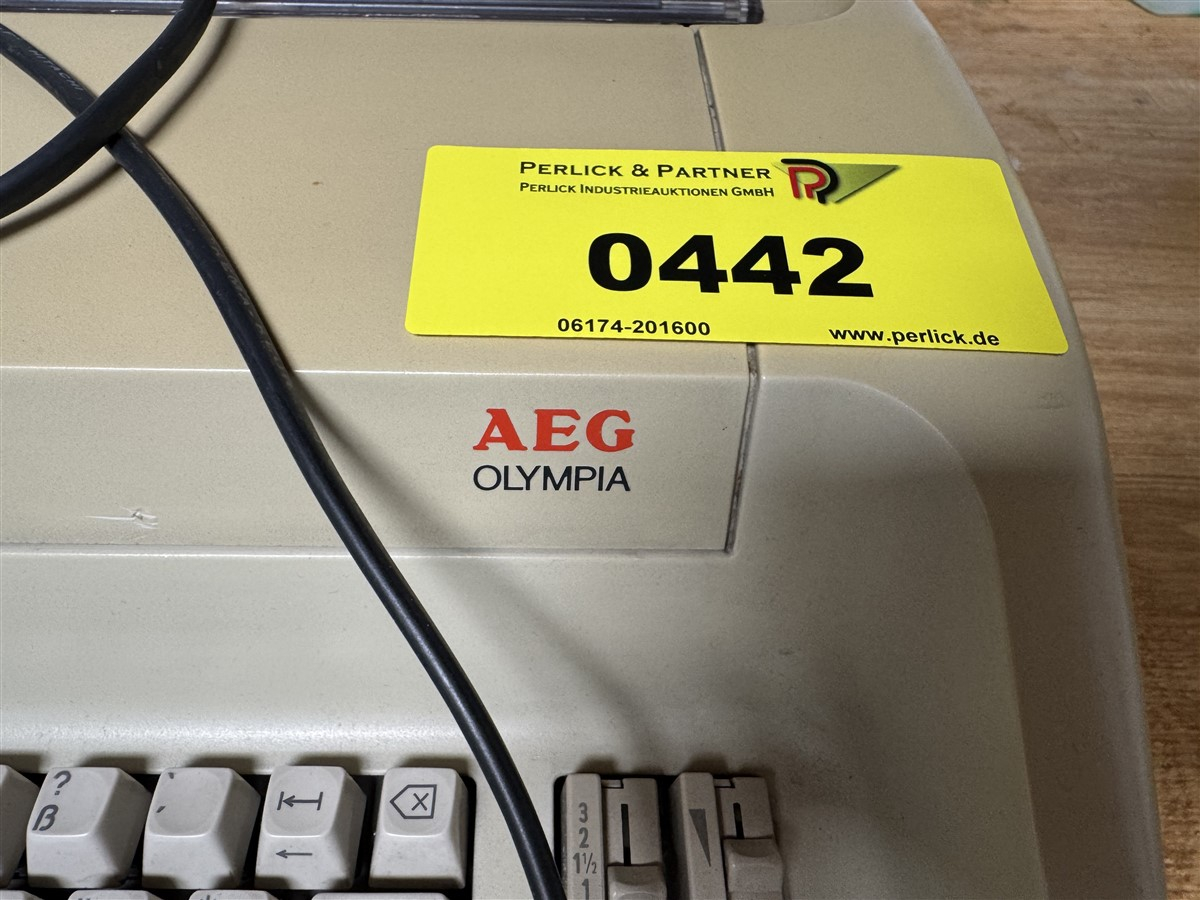 HITACHI
PERLICK & PARTNER
PERLICK INDUSTRIEAUKTIONEN GMBH
0442
06174-201600
www.perlick.de
AEG
OLYMPIA
?
ß
3
2
1½
1